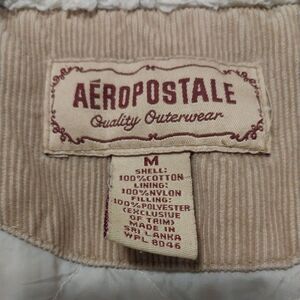 AÉROPOSTALE
Quality Outerwear
M
SHELL:
100%COTTON
LINING:
100%NYLON
FILLING:
100%POLYESTER
(EXCLUSIVE
OF TRIM)
MADE IN
SRI LANKA
WPL 8046